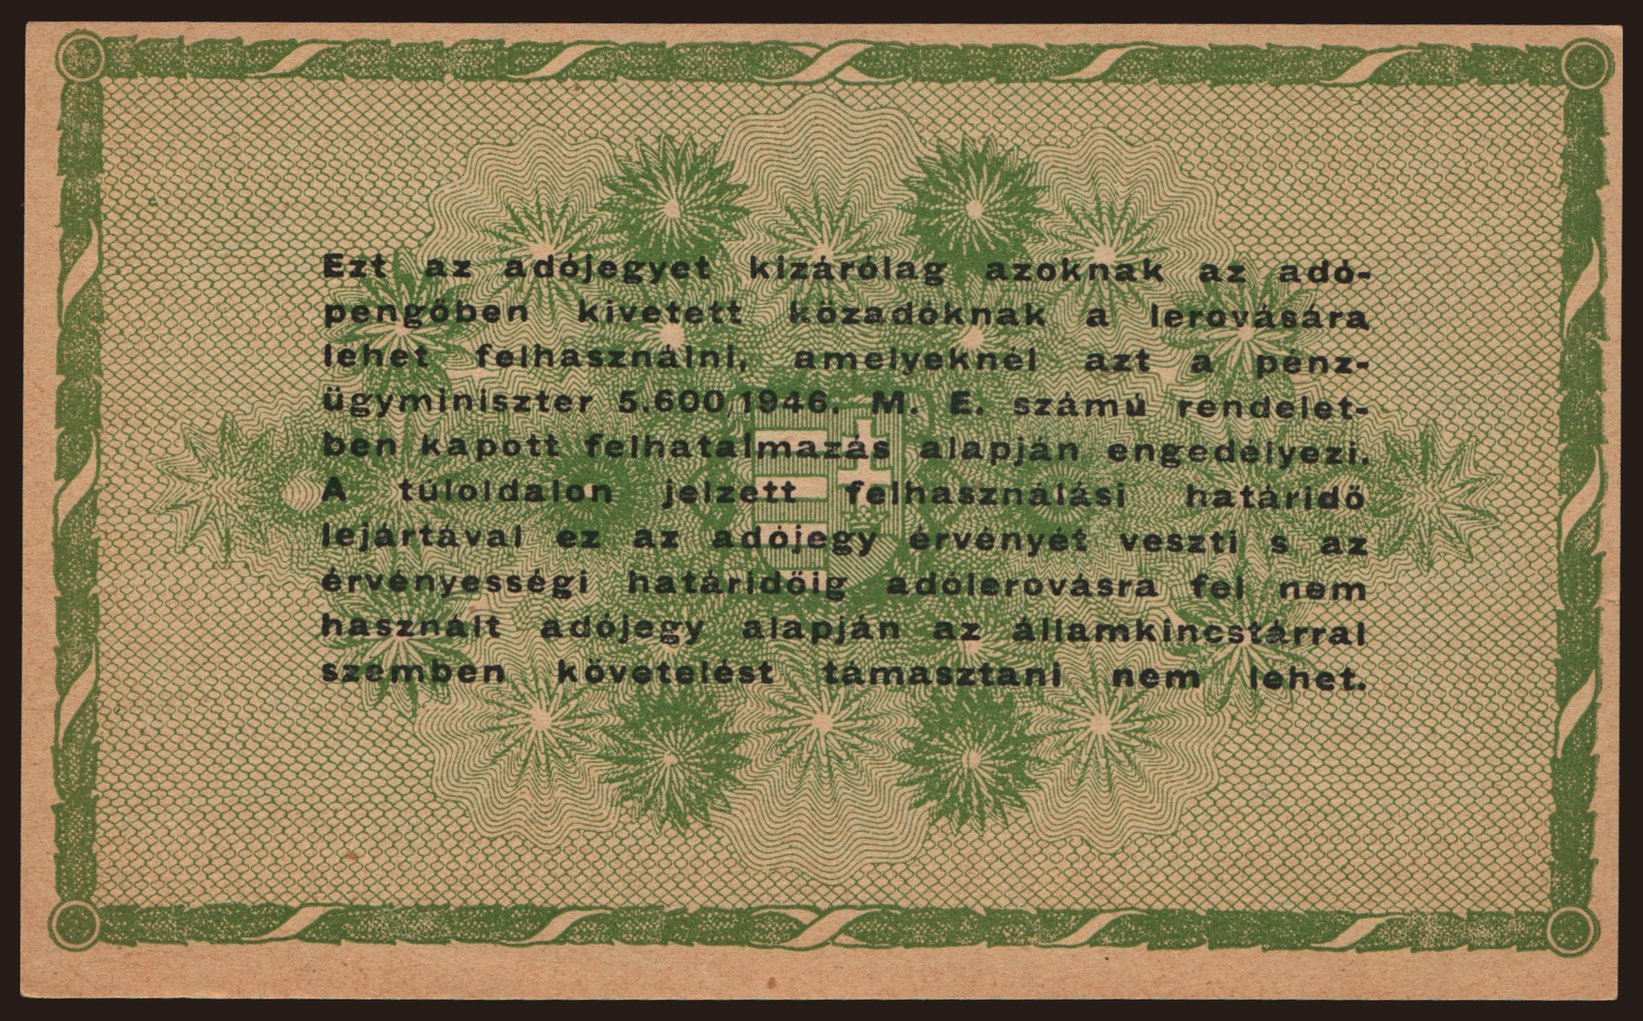 Ezt az adójegyet kizárólag azoknak az adó-
pengőben kivetett közadóknak a lerovására
lehet felhasználni, amelyeknél azt a pénz-
ügyminiszter 5.600/1946. M. E. számú rendelet-
ben kapott felhatalmazás alapján engedélyezi.
A túloldalon jelzett felhasználási határidő
lejártával ez az adójegy érvényét veszti s az
érvényességi határidőig adólerovásra fel nem
használt adójegy alapján az államkincstárral
szemben követelést támasztani nem lehet.